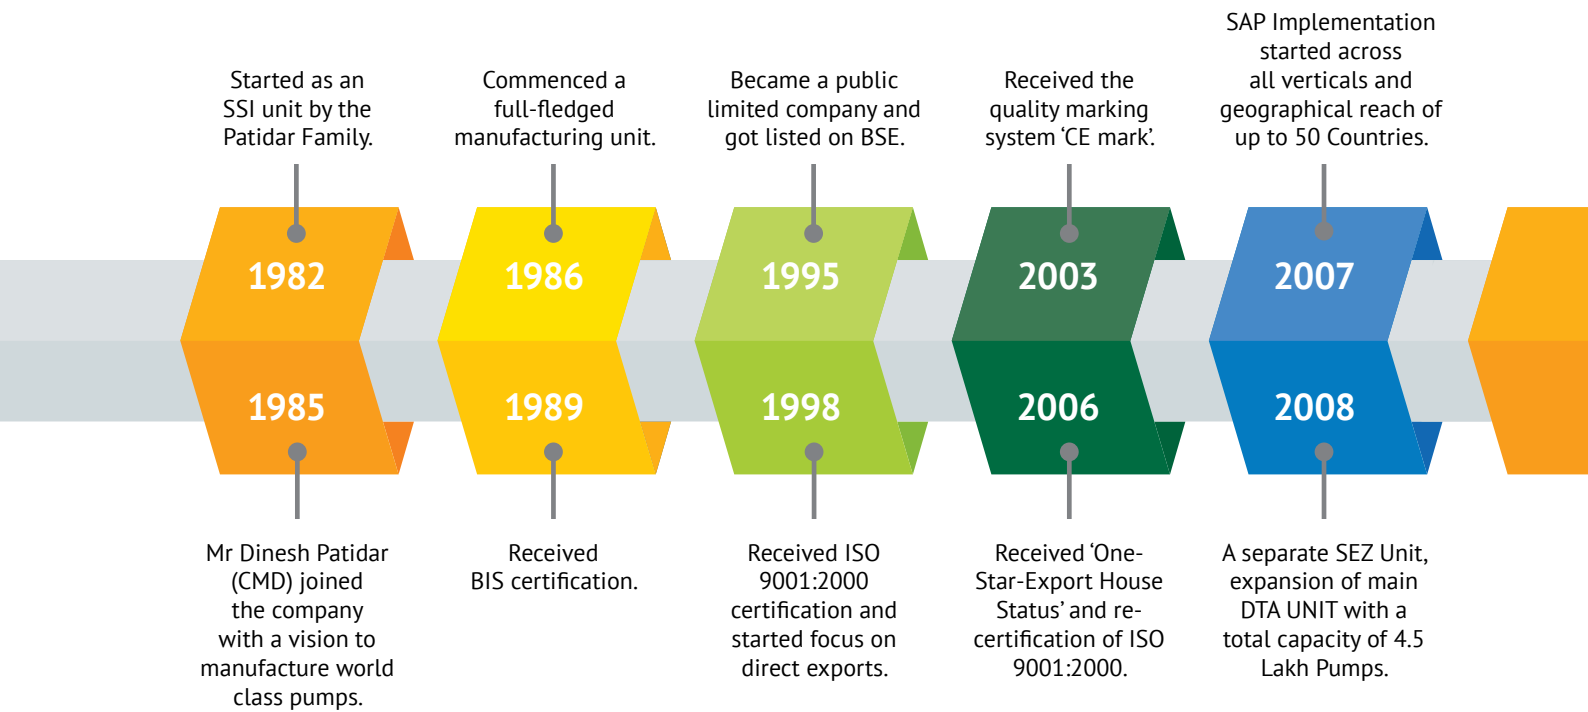 Started as an
SSI unit by the
Patidar Family.
Commenced a
full-fledged
manufacturing unit.
Became a public
limited company and
got listed on BSE.
Received the
quality marking
system ‘CE mark’.
SAP Implementation
started across
all verticals and
geographical reach of
up to 50 Countries.
1982
1986
1995
2003
2007
1985
1989
1998
2006
2008
Mr Dinesh Patidar
(CMD) joined
the company
with a vision to
manufacture world
class pumps.
Received
BIS certification.
Received ISO
9001:2000
certification and
started focus on
direct exports.
Received ‘One-
Star-Export House
Status’ and re-
certification of ISO
9001:2000.
A separate SEZ Unit,
expansion of main
DTA UNIT with a
total capacity of 4.5
Lakh Pumps.